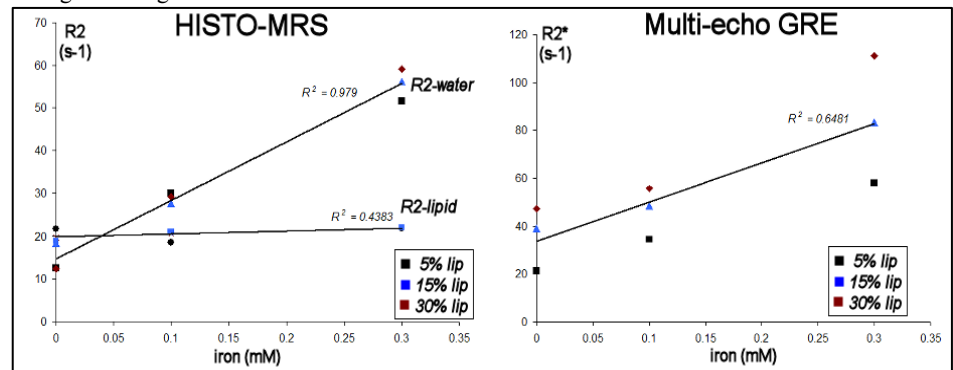 HISTO-MRS
R2
(s-1)
70
60
50
40
30
20
10
0
R² = 0.979
R2-water
R² = 0.4383
R2-lipid
5% lip
15% lip
30% lip
0 0.05 0.1 0.15 0.2 0.25 0.3 0.35
iron (mM)
Multi-echo GRE
R2*
(s-1)
120
100
80
60
40
20
0
R² = 0.6481
5% lip
15% lip
30% lip
0 0.05 0.1 0.15 0.2 0.25 0.3 0.35
iron (mM)